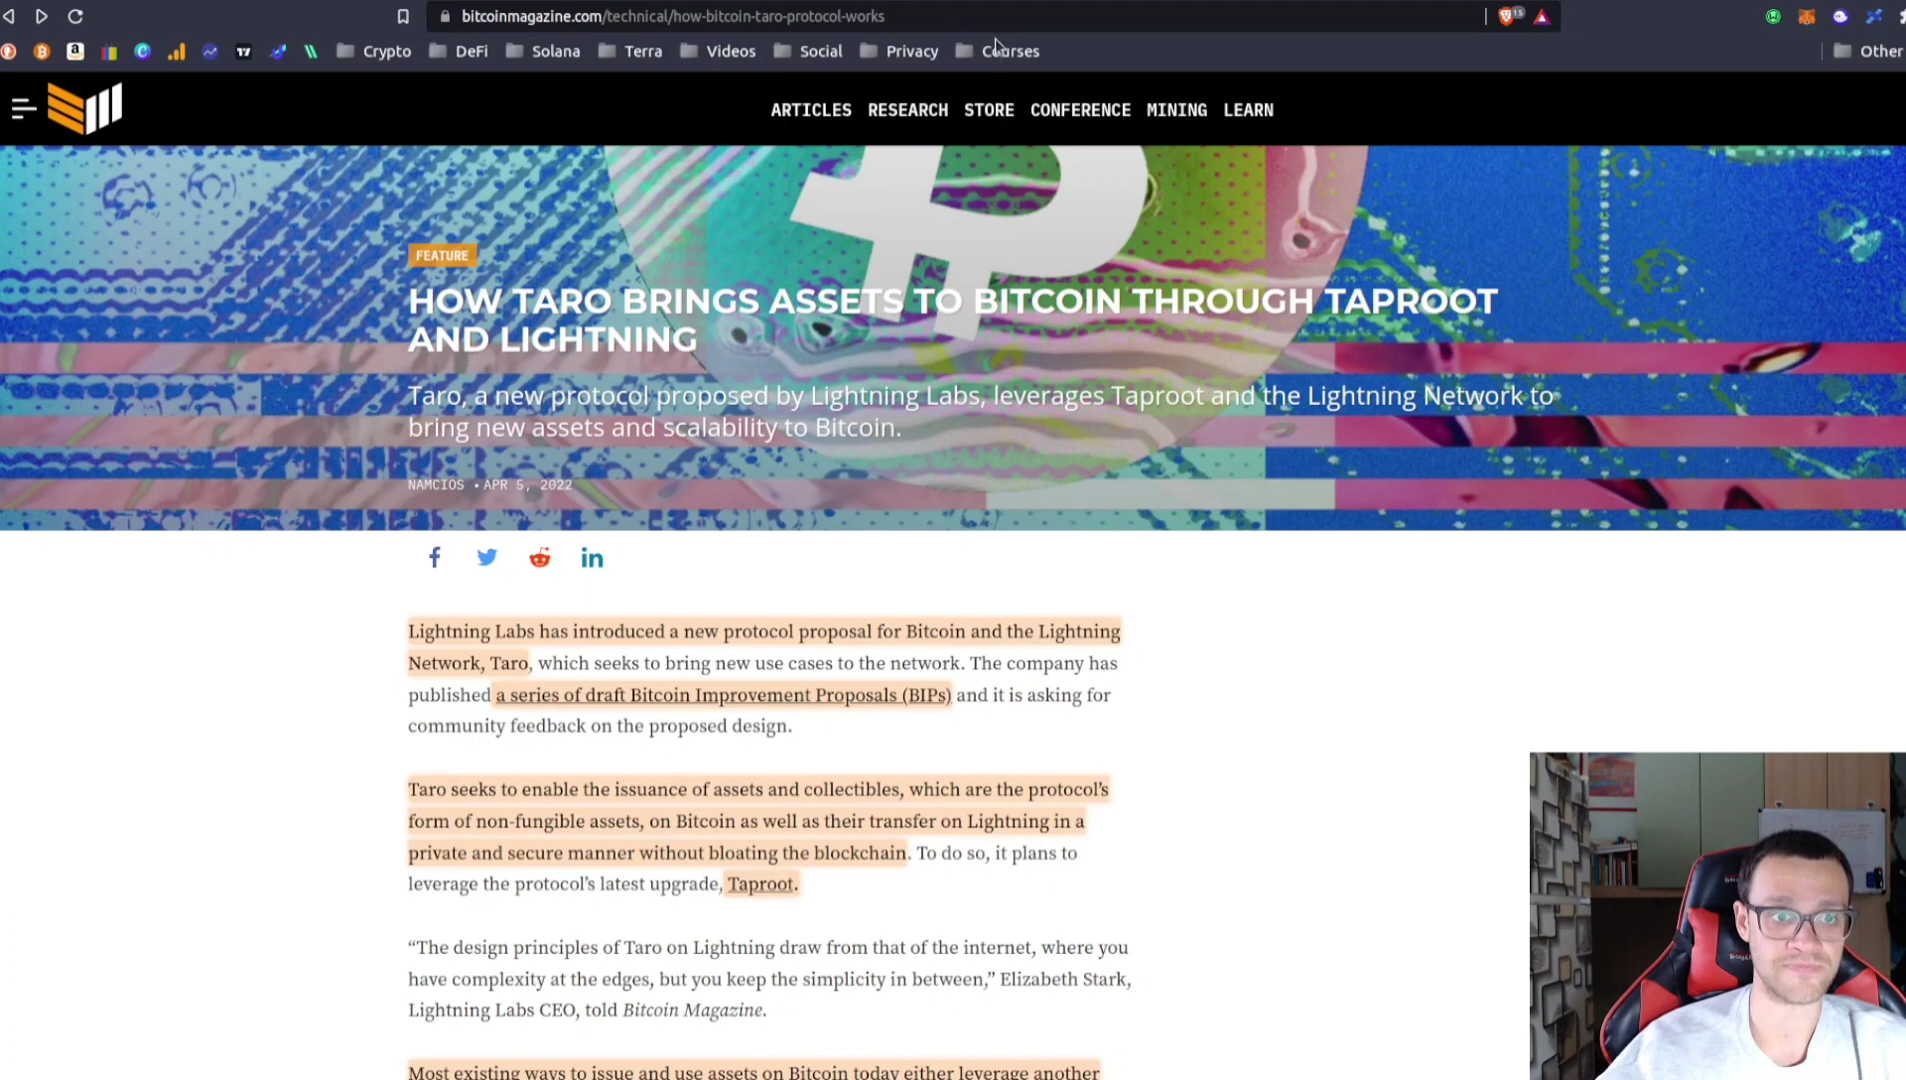 bitcoinmagazine.com/technical/how-bitcoin-taro-protocol-works
15
Crypto DeFi Solana Terra Videos Social Privacy Courses Other
ARTICLES RESEARCH STORE CONFERENCE MINING LEARN
FEATURE
HOW TARO BRINGS ASSETS TO BITCOIN THROUGH TAPROOT
AND LIGHTNING
Taro, a new protocol proposed by Lightning Labs, leverages Taproot and the Lightning Network to
bring new assets and scalability to Bitcoin.
NAMCIOS • APR 5, 2022
Lightning Labs has introduced a new protocol proposal for Bitcoin and the Lightning
Network, Taro, which seeks to bring new use cases to the network. The company has
published a series of draft Bitcoin Improvement Proposals (BIPs) and it is asking for
community feedback on the proposed design.
Taro seeks to enable the issuance of assets and collectibles, which are the protocol’s
form of non-fungible assets, on Bitcoin as well as their transfer on Lightning in a
private and secure manner without bloating the blockchain. To do so, it plans to
leverage the protocol’s latest upgrade, Taproot.
“The design principles of Taro on Lightning draw from that of the internet, where you
have complexity at the edges, but you keep the simplicity in between,” Elizabeth Stark,
Lightning Labs CEO, told Bitcoin Magazine.
Most existing ways to issue and use assets on Bitcoin today either leverage another